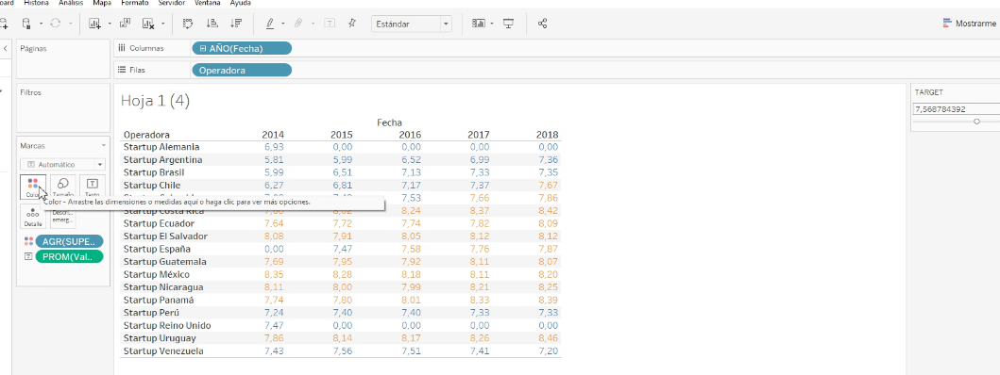 oard Historia Análisis Mapa Formato Servidor Ventana Ayuda
Estándar
Mostrarme
Páginas
Columnas
AÑO(Fecha)
Filas
Operadora
Filtros
Hoja 1 (4)
TARGET
7,568784392
Fecha
Operadora 2014 2015 2016 2017 2018
Startup Alemania 6,93 0,00 0,00 0,00 0,00
Marcas
Automático
Color
Tamaño
Texto
Detalle
Descri... emerg...
AGR(SUPE..
PROM(Val..
Color - Arrastre las dimensiones o medidas aquí o haga clic para ver más opciones.
Startup Argentina 5,81 5,99 6,52 6,99 7,36
Startup Brasil 5,99 6,51 7,13 7,33 7,35
Startup Chile 6,27 6,81 7,17 7,37 7,67
7,53 7,66
Startup Costa Rica 8,24 8,37 8,42
Startup Ecuador 7,64 7,72 7,74 7,82 8,09
Startup El Salvador 8,08 7,91 8,05 8,12 8,12
Startup España 0,00 7,47 7,58 7,76 7,87
Startup Guatemala 7,69 7,95 7,92 8,11 8,07
Startup México 8,35 8,28 8,18 8,11 8,20
Startup Nicaragua 8,11 8,00 7,99 8,21 8,25
Startup Panamá 7,74 7,80 8,01 8,33 8,39
Startup Perú 7,24 7,40 7,40 7,33 7,33
Startup Reino Unido 7,47 0,00 0,00 0,00 0,00
Startup Uruguay 7,86 8,14 8,17 8,26 8,46
Startup Venezuela 7,43 7,56 7,51 7,41 7,20